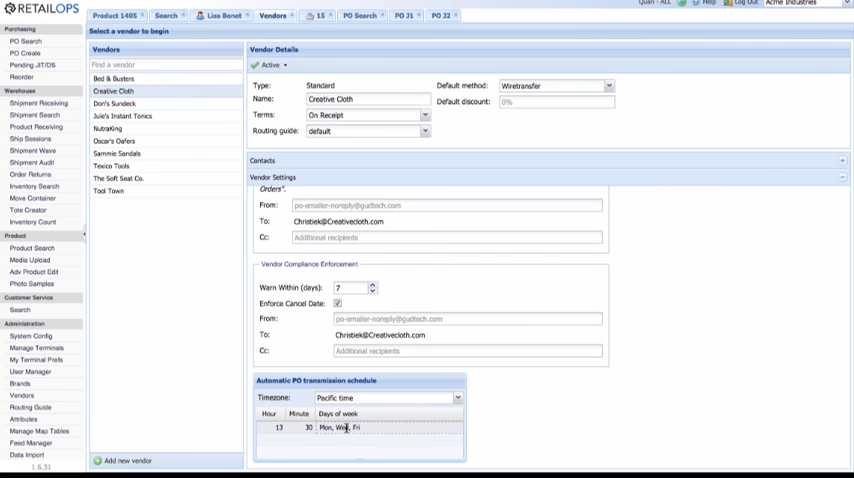 RETAILOPS
Quan - ALL Help Log Out Acme Industries
Product 1405 Search Lisa Bonet Vendors 15 PO Search PO J1 PO J2
Purchasing
PO Search
PO Create
Pending JIT/DS
Reorder
Warehouse
Shipment Receiving
Shipment Search
Product Receiving
Ship Sessions
Shipment Wave
Shipment Audit
Order Returns
Inventory Search
Move Container
Tote Creator
Inventory Count
Product
Product Search
Media Upload
Adv Product Edit
Photo Samples
Customer Service
Search
Administration
System Config
Manage Terminals
My Terminal Prefs
User Manager
Brands
Vendors
Routing Guide
Attributes
Manage Map Tables
Feed Manager
Data Import
1.6.31
Select a vendor to begin
Vendors
Find a vendor
Bed & Busters
Creative Cloth
Don's Sundeck
Jule's Instant Tonics
NutraKing
Oscar's Oafers
Sammie Sandals
Texico Tools
The Soft Seat Co.
Tool Town
Add new vendor
Vendor Details
Active
Type: Standard Default method: Wiretransfer
Name: Creative Cloth Default discount: 0%
Terms: On Receipt
Routing guide: default
Contacts
Vendor Settings
Orders".
From: po-emailer-noreply@gudtech.com
To: Christiek@Creativecloth.com
Cc: Additional recipients
Vendor Compliance Enforcement
Warn Within (days): 7
Enforce Cancel Date:
From: po-emailer-noreply@gudtech.com
To: Christiek@Creativecloth.com
Cc: Additional recipients
Automatic PO transmission schedule
Timezone: Pacific time
Hour Minute Days of week
13 30 Mon, Wed, Fri